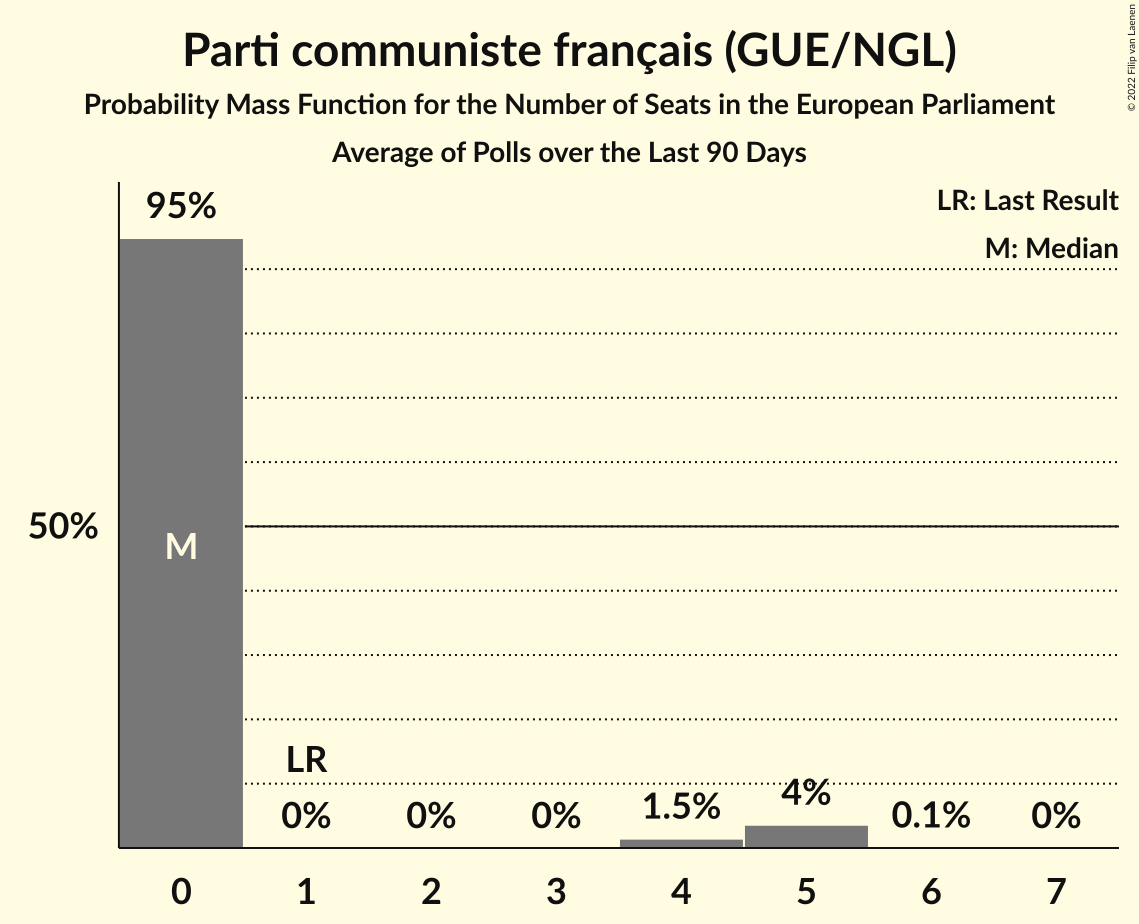 Parti communiste français (GUE/NGL)
Probability Mass Function for the Number of Seats in the European Parliament
Average of Polls over the Last 90 Days
© 2022 Filip van Laenen
LR: Last Result
M: Median
95%
50%
M
LR
0%
0%
0%
1.5%
4%
0.1%
0%
0
1
2
3
4
5
6
7